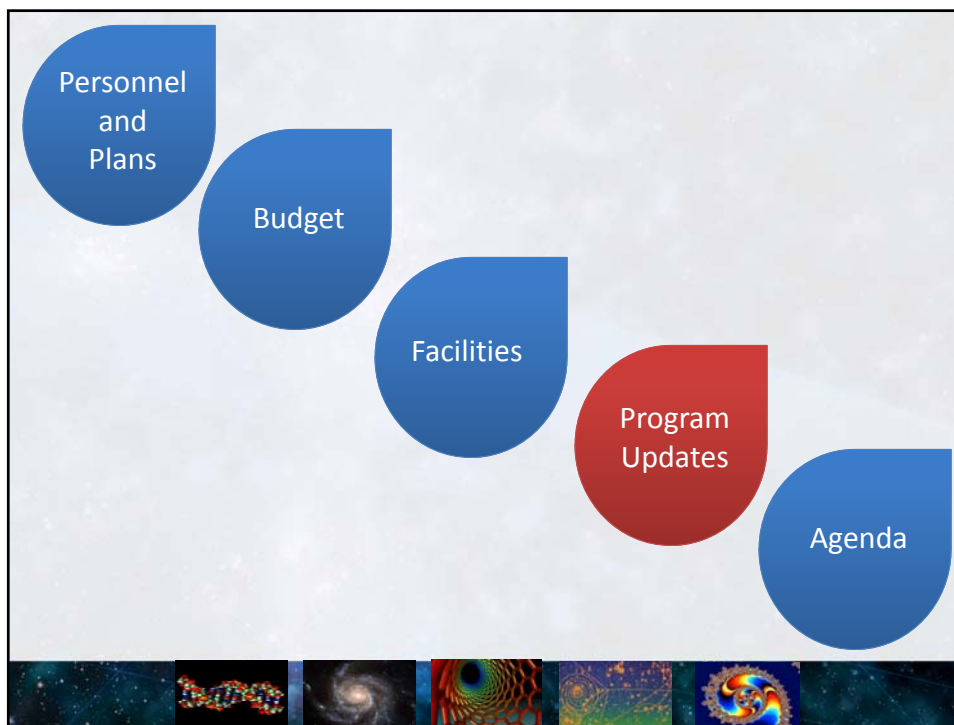 Personnel
and
Plans
Budget
Facilities
Program
Updates
Agenda